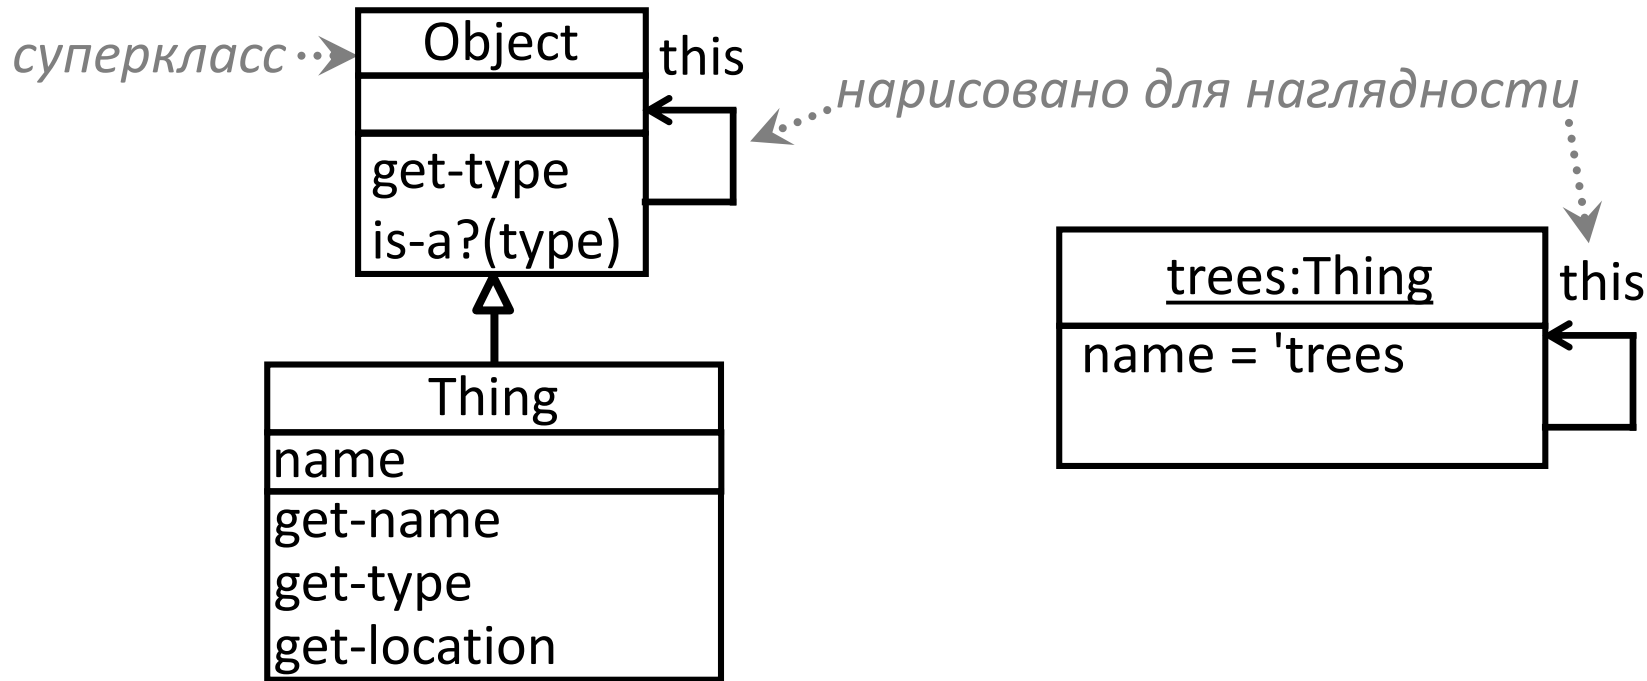 суперкласс
Object
this
нарисовано для наглядности
get-type
is-a?(type)
Thing
name
get-name
get-type
get-location
trees:Thing
this
name = 'trees